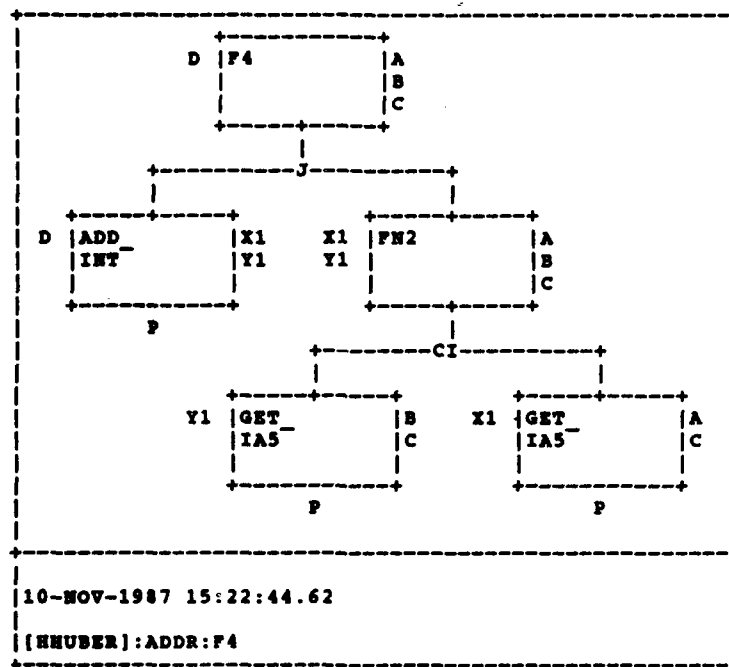 D F4 A
B
C
J
D ADD_ X1 X1 FN2 A
INT Y1 Y1 B
C
P
CI
Y1 GET_ B X1 GET_ A
IA5 C IA5 C
P P
10-NOV-1987 15:22:44.62
[HHUBER]:ADDR:F4